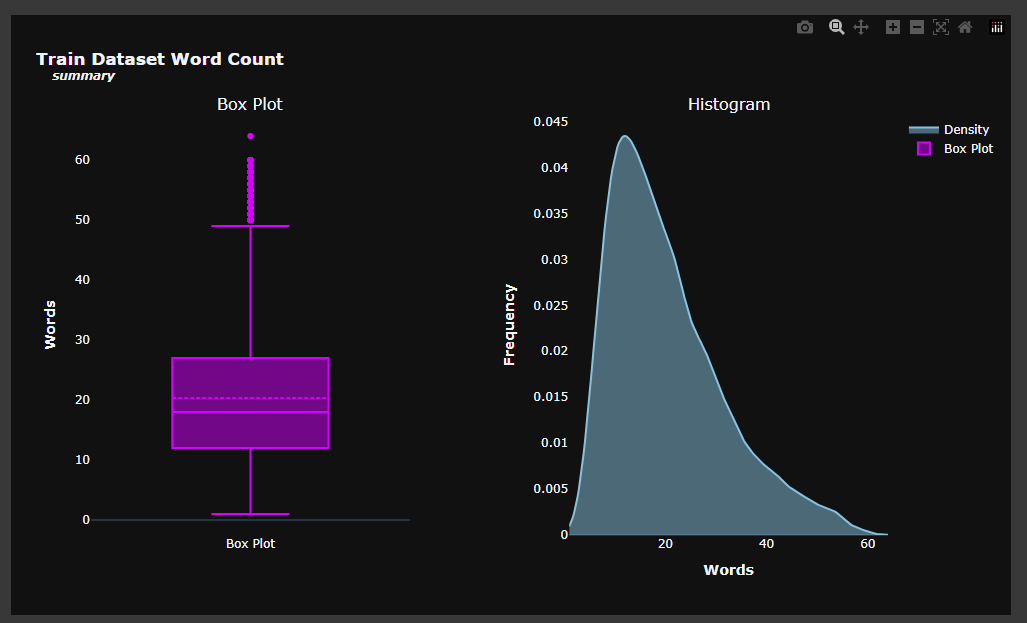 Train Dataset Word Count
summary
Box Plot
Words
60
50
40
30
20
10
0
Box Plot
Histogram
Frequency
0.045
0.04
0.035
0.03
0.025
0.02
0.015
0.01
0.005
0
20 40 60
Words
Density
Box Plot